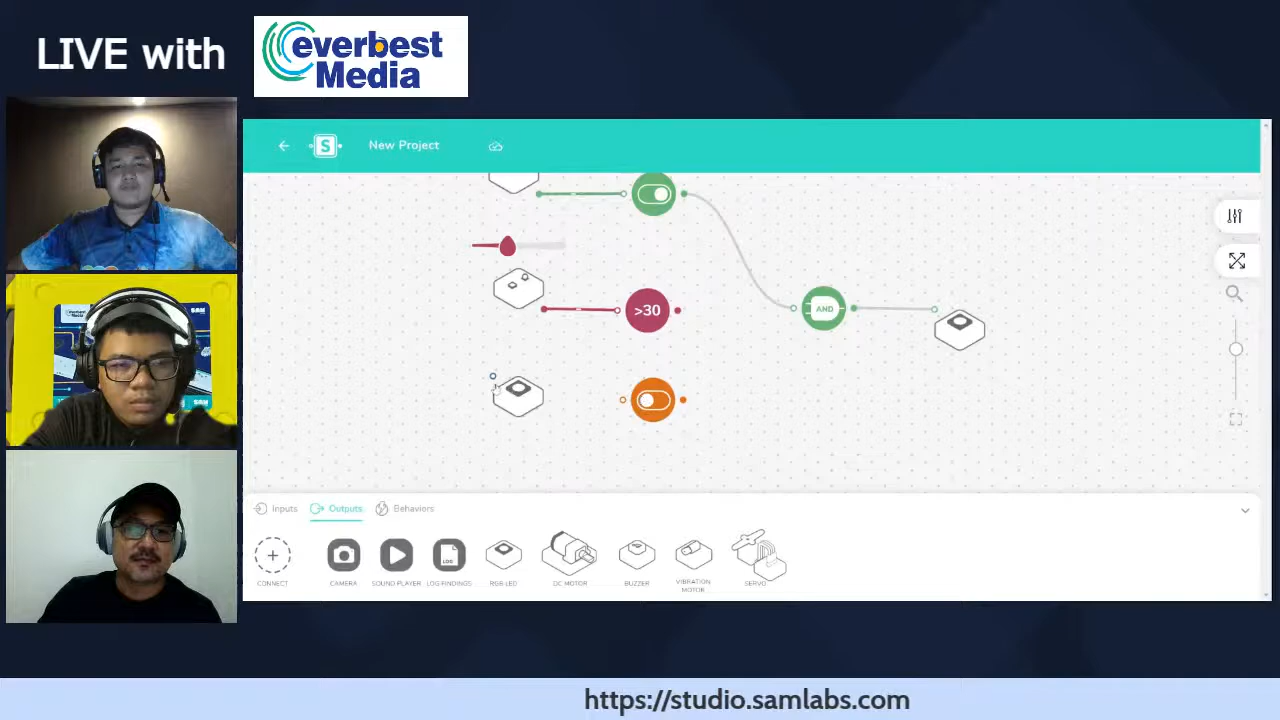 LIVE with
everbest
Media
S
New Project
>30
AND
Inputs
Outputs
Behaviors
CONNECT
CAMERA
SOUND PLAYER
LOG FINDINGS
LOG
RGB LED
DC MOTOR
BUZZER
VIBRATION
MOTOR
SERVO
https://studio.samlabs.com